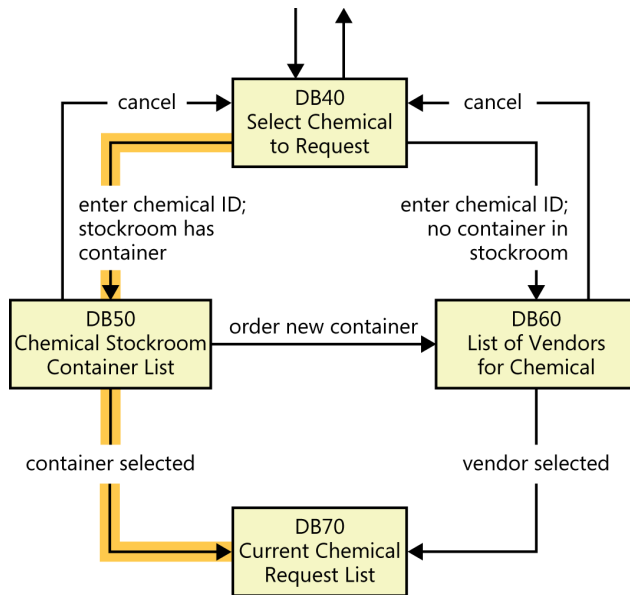 DB40
Select Chemical
to Request
cancel
cancel
enter chemical ID;
stockroom has
container
enter chemical ID;
no container in
stockroom
DB50
Chemical Stockroom
Container List
order new container
DB60
List of Vendors
for Chemical
container selected
vendor selected
DB70
Current Chemical
Request List